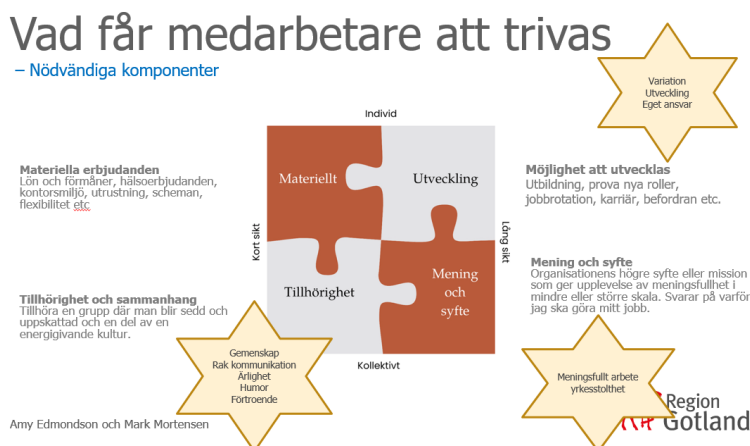 Vad får medarbetare att trivas
– Nödvändiga komponenter
Variation
Utveckling
Eget ansvar
Individ
Materiellt
Utveckling
Materiella erbjudanden
Lön och förmåner, hälsoerbjudanden,
kontorsmiljö, utrustning, scheman,
flexibilitet etc
Möjlighet att utvecklas
Utbildning, prova nya roller,
jobbrotation, karriär, befordran etc.
Kort sikt
Lång sikt
Tillhörighet
Mening
och
syfte
Mening och syfte
Organisationens högre syfte eller mission
som ger upplevelse av meningsfullhet i
mindre eller större skala. Svarar på varför
jag ska göra mitt jobb.
Tillhörighet och sammanhang
Tillhöra en grupp där man blir sedd och
uppskattad och en del av en
energigivande kultur.
Kollektivt
Gemenskap
Rak kommunikation
Ärlighet
Humor
Förtroende
Meningsfullt arbete
yrkesstolthet
Amy Edmondson och Mark Mortensen
Region
Gotland